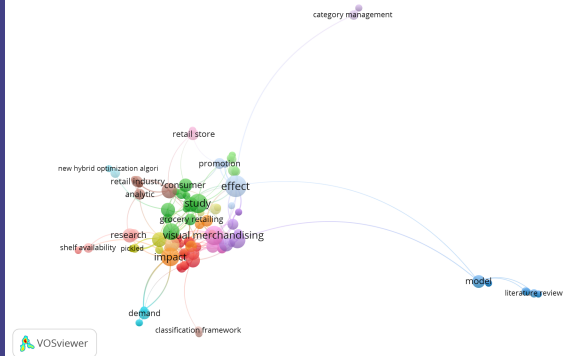 category management
retail store
promotion
new hybrid optimization algori
retail industry
consumer
effect
analytic
study
grocery retailing
research
visual merchandising
shelf availability
picked
impact
model
literature review
demand
classification framework
VOSviewer